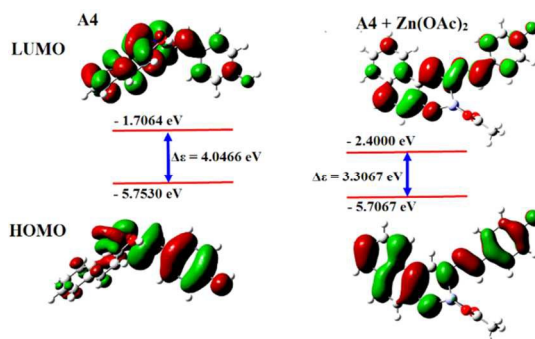 A4
A4 + Zn(OAc)₂
LUMO
- 1.7064 eV
- 2.4000 eV
Δε = 4.0466 eV
Δε = 3.3067 eV
- 5.7530 eV
- 5.7067 eV
HOMO